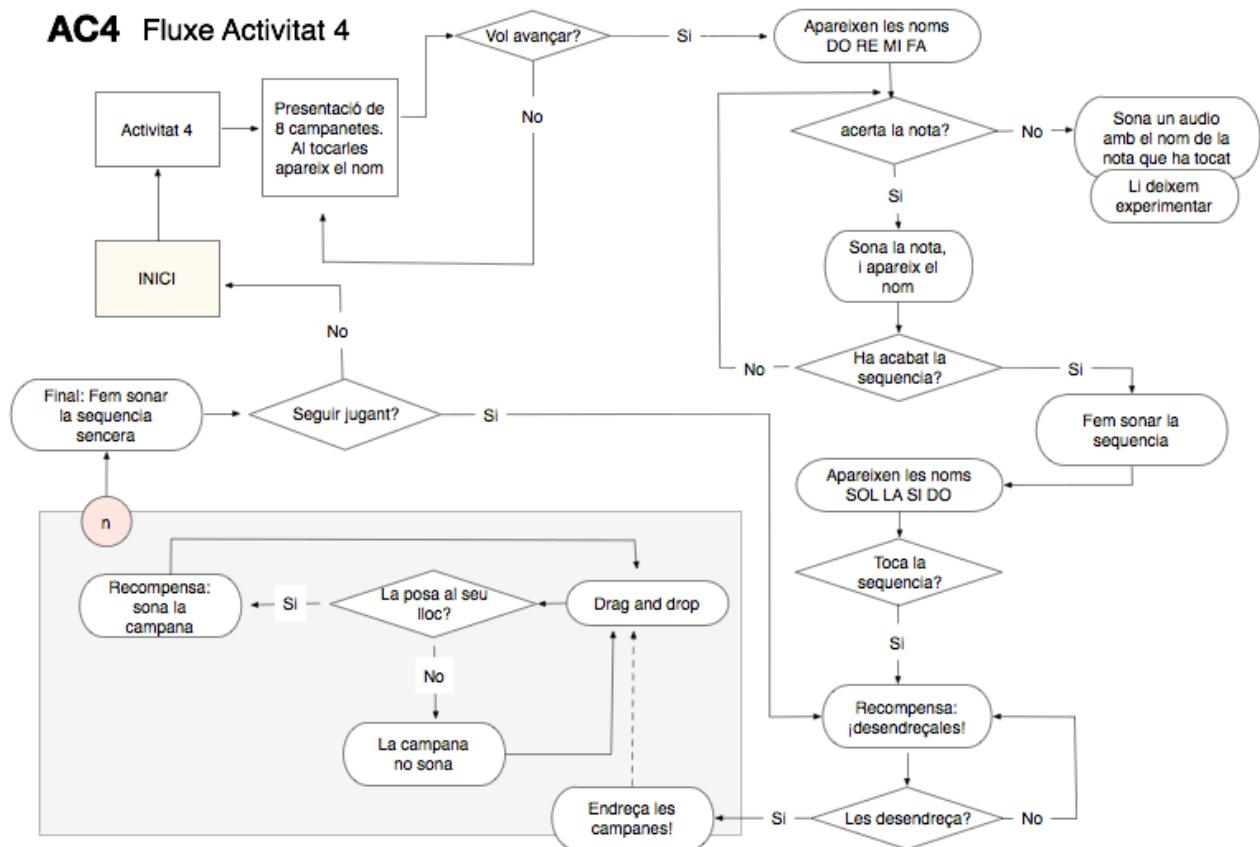 AC4 Fluxe Activitat 4
Vol avançar?
Si
Apareixen les noms
DO RE MI FA
Activitat 4
Presentació de
8 campanetes.
Al tocarles
apareix el nom
No
acerta la nota?
No
Sona un audio
amb el nom de la
nota que ha tocat
Li deixem
experimentar
Si
INICI
Sona la nota,
i apareix el
nom
No
Ha acabat la
sequencia?
No
Si
Final: Fem sonar
la sequencia
sencera
Seguir jugant?
Si
Fem sonar la
sequencia
Apareixen les noms
SOL LA SI DO
n
Toca la
sequencia?
Recompensa:
sona la
campana
Si
La posa al seu
lloc?
Drag and drop
Si
No
Recompensa:
¡desendreçales!
La campana
no sona
Endreça les
campanes!
Si
Les desendreça?
No